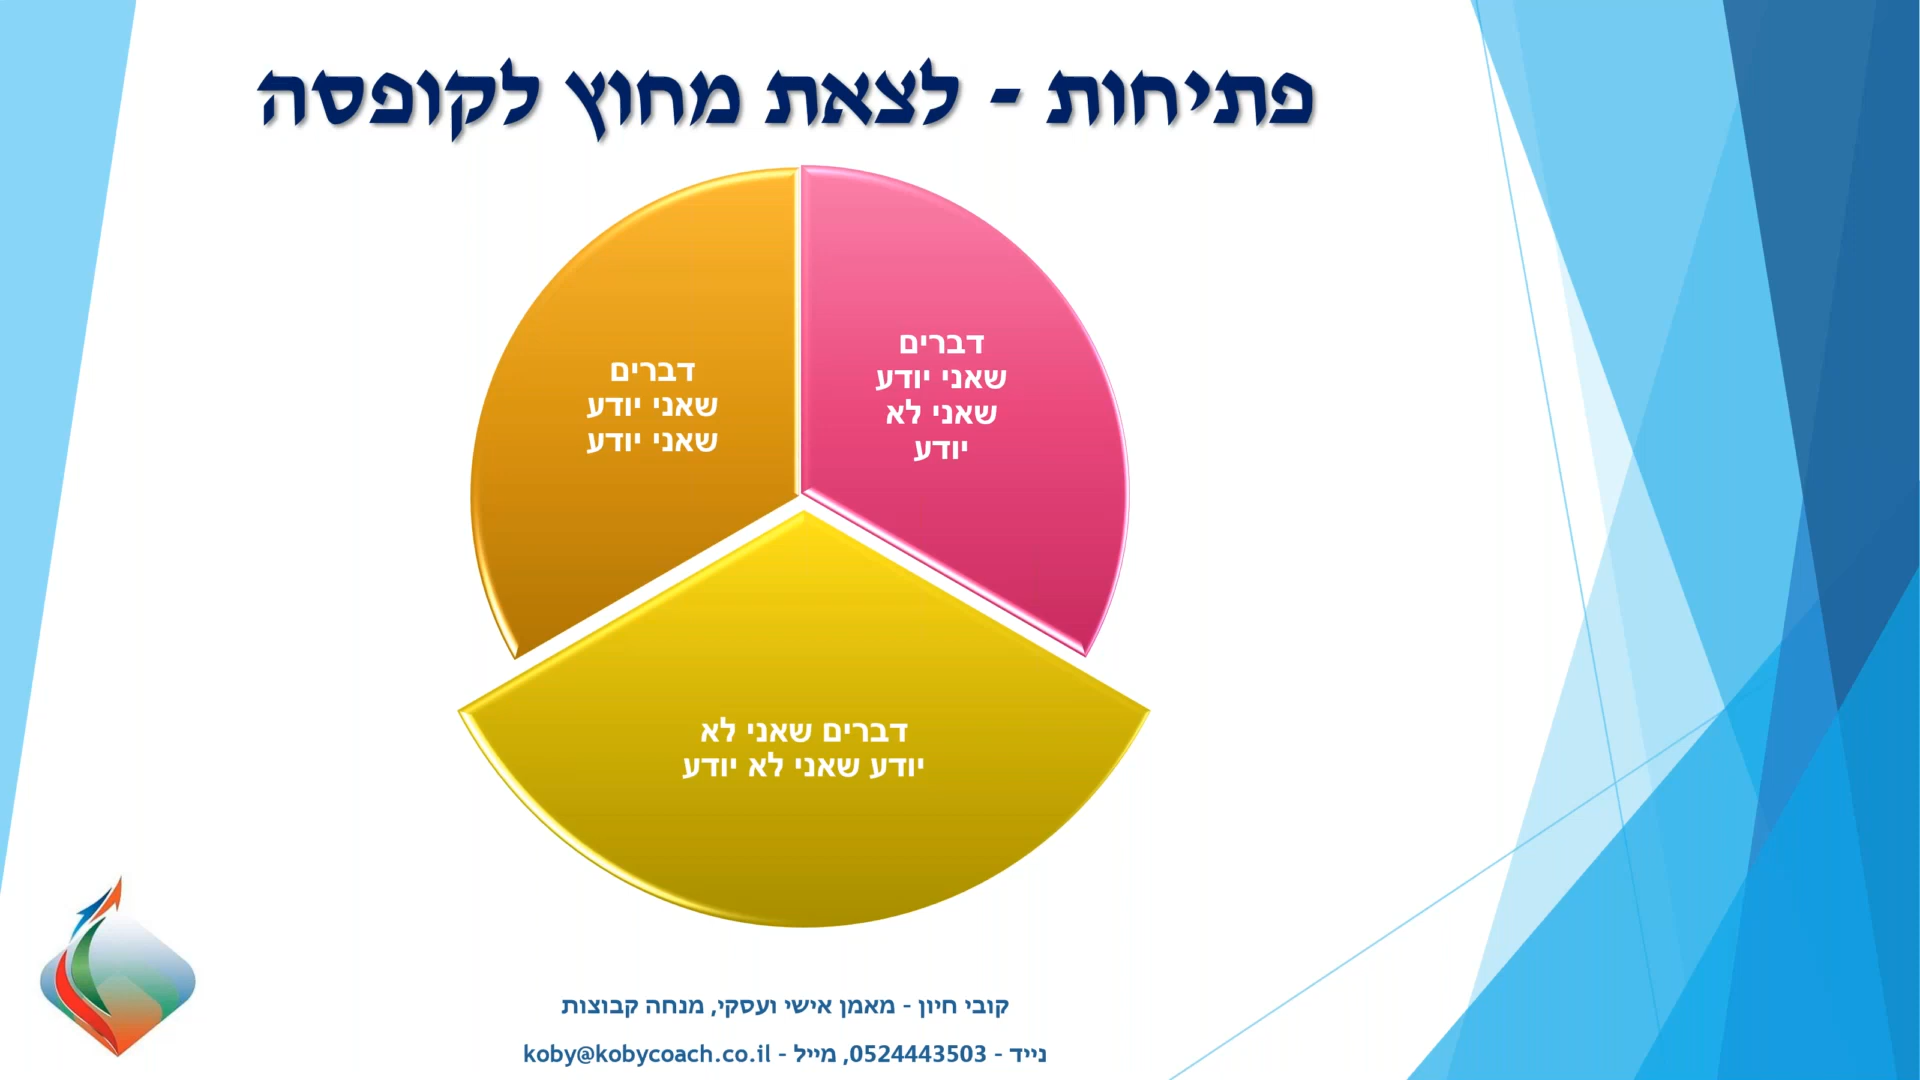 פתיחות - לצאת מחוץ לקופסה
דברים
שאני יודע
שאני לא
יודע
דברים
שאני יודע
שאני יודע
דברים שאני לא
יודע שאני לא יודע
קובי חיון - מאמן אישי ועסקי, מנחה קבוצות
נייד - 0524443503, מייל - koby@kobycoach.co.il